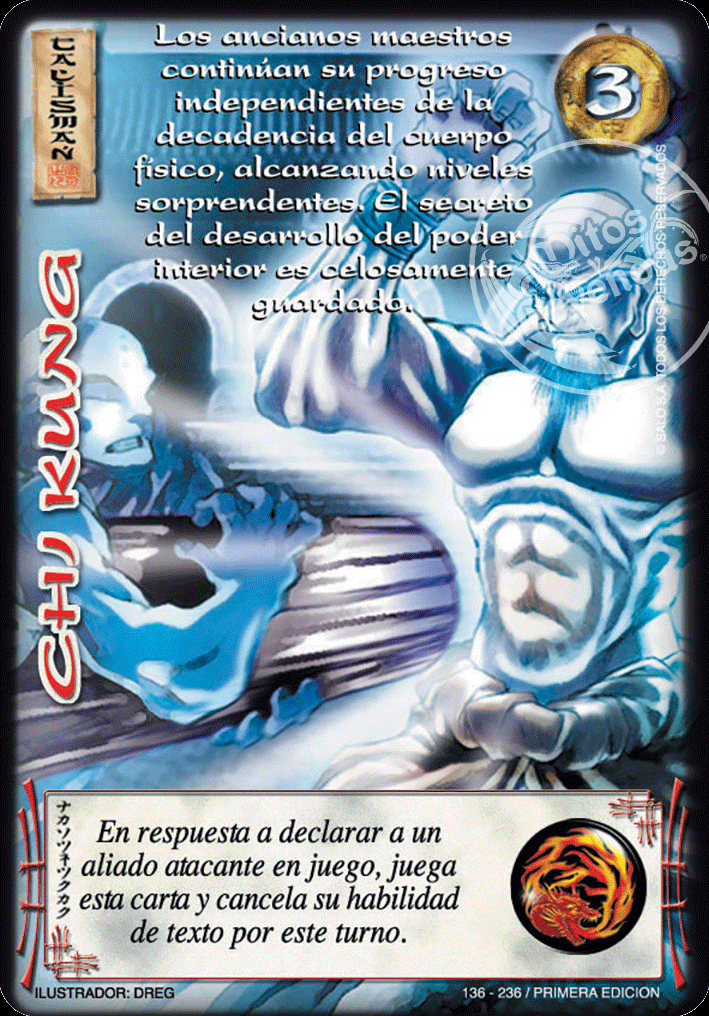 TALISMAN
Los ancianos maestros
continúan su progreso
independientes de la
decadencia del cuerpo
físico, alcanzando niveles
sorprendentes. El secreto
del desarrollo del poder
interior es celosamente
guardado.
3
CHI KUNG
Mitos
Leyendas®
© SALO S.A. TODOS LOS DERECHOS RESERVADOS
ナカソツネツクカク
En respuesta a declarar a un
aliado atacante en juego, juega
esta carta y cancela su habilidad
de texto por este turno.
ILUSTRADOR: DREG
136 - 236 / PRIMERA EDICION